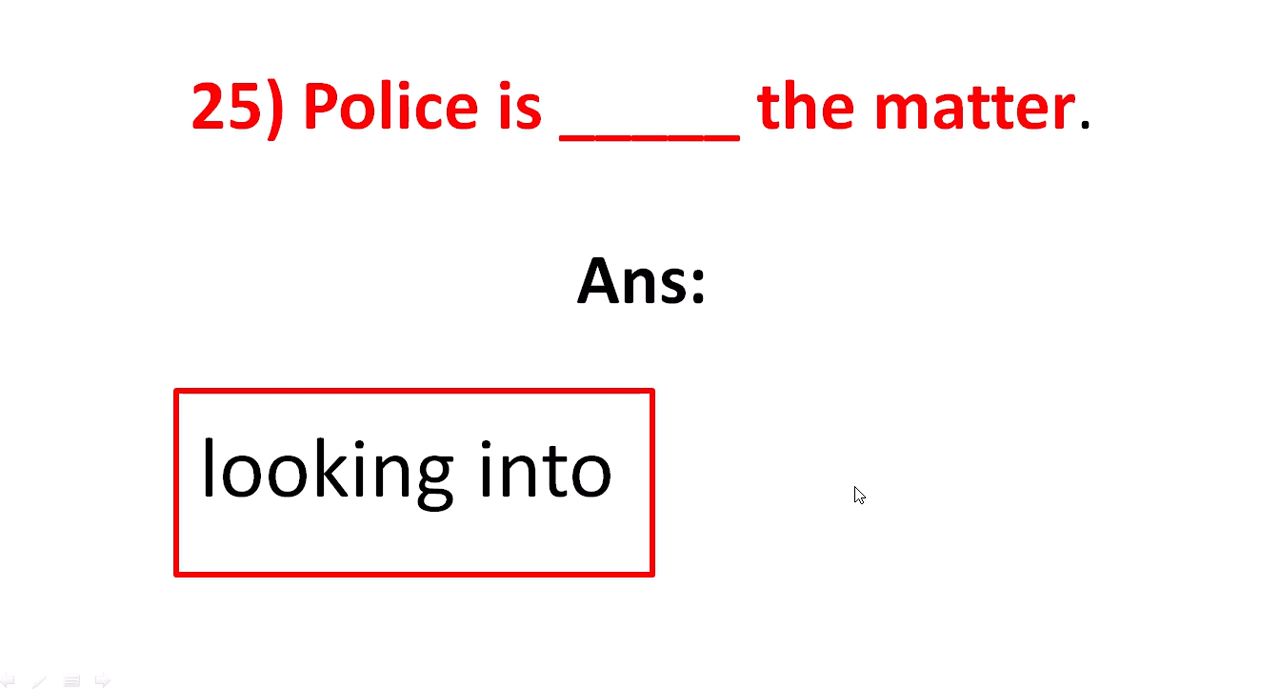 25) Police is _____ the matter.
Ans:
looking into